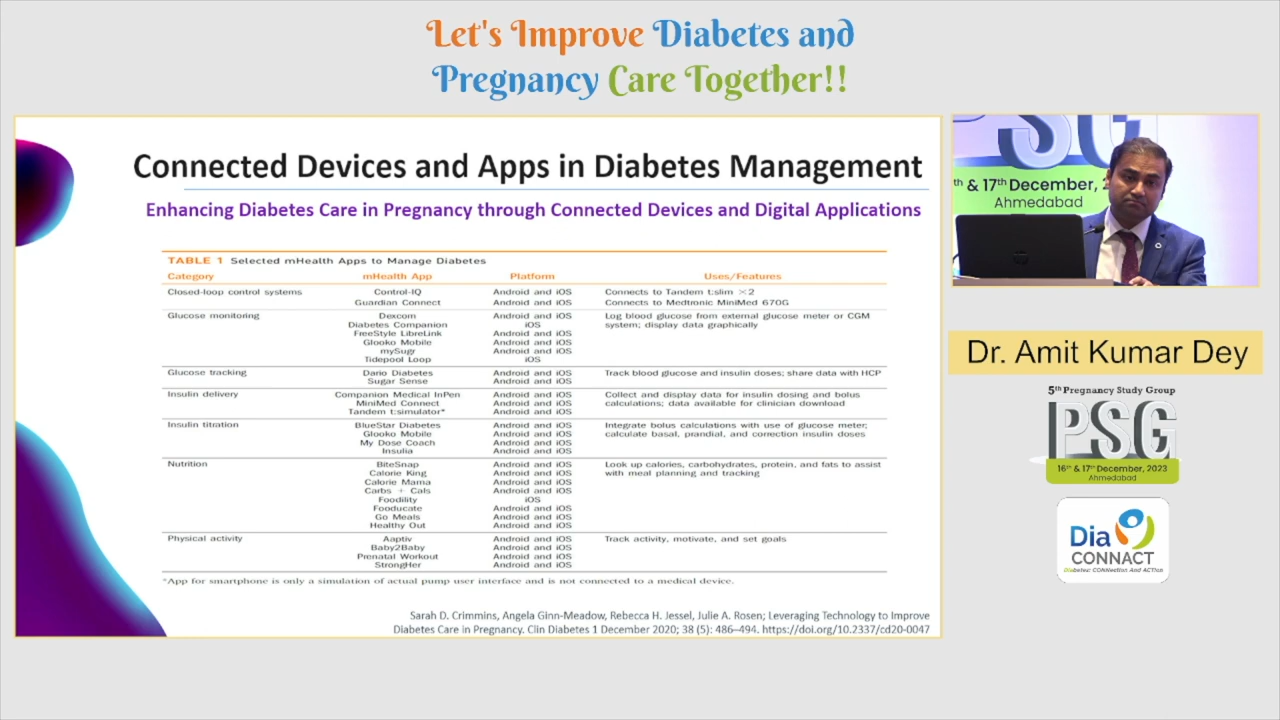 Let's Improve Diabetes and
Pregnancy Care Together!!
Connected Devices and Apps in Diabetes Management
Enhancing Diabetes Care in Pregnancy through Connected Devices and Digital Applications
TABLE 1 Selected mHealth Apps to Manage Diabetes
Category mHealth App Platform Uses/Features
Closed-loop control systems Control-IQ Android and iOS Connects to Tandem t:slim ×2
Guardian Connect Android and iOS Connects to Medtronic MiniMed 670G
Glucose monitoring Dexcom Android and iOS Log blood glucose from external glucose meter or CGM
Diabetes Companion iOS system; display data graphically
FreeStyle LibreLink Android and iOS
Glooko Mobile Android and iOS
mySugr Android and iOS
Tidepool Loop iOS
Glucose tracking Dario Diabetes Android and iOS Track blood glucose and insulin doses; share data with HCP
Sugar Sense Android and iOS
Insulin delivery Companion Medical InPen Android and iOS Collect and display data for insulin dosing and bolus
MiniMed Connect Android and iOS calculations; data available for clinician download
Tandem t:simulator* Android and iOS
Insulin titration BlueStar Diabetes Android and iOS Integrate bolus calculations with use of glucose meter;
Glooko Mobile Android and iOS calculate basal, prandial, and correction insulin doses
My Dose Coach Android and iOS
Insulia Android and iOS
Nutrition BiteSnap Android and iOS Look up calories, carbohydrates, protein, and fats to assist
Calorie King Android and iOS with meal planning and tracking
Calorie Mama Android and iOS
Carbs + Cals Android and iOS
Foodility iOS
Fooducate Android and iOS
Go Meals Android and iOS
Healthy Out Android and iOS
Physical activity Aaptiv Android and iOS Track activity, motivate, and set goals
Baby2Baby Android and iOS
Prenatal Workout Android and iOS
StrongHer Android and iOS
*App for smartphone is only a simulation of actual pump user interface and is not connected to a medical device.
Sarah D. Crimmins, Angela Ginn-Meadow, Rebecca H. Jessel, Julie A. Rosen; Leveraging Technology to Improve
Diabetes Care in Pregnancy. Clin Diabetes 1 December 2020; 38 (5): 486–494. https://doi.org/10.2337/cd20-0047
PSG
th & 17th December, 2
Ahmedabad
Dr. Amit Kumar Dey
5th Pregnancy Study Group
PSG
16th & 17th December, 2023
Ahmedabad
Dia
CONNACT
Diabetes: CONNection And ACTion